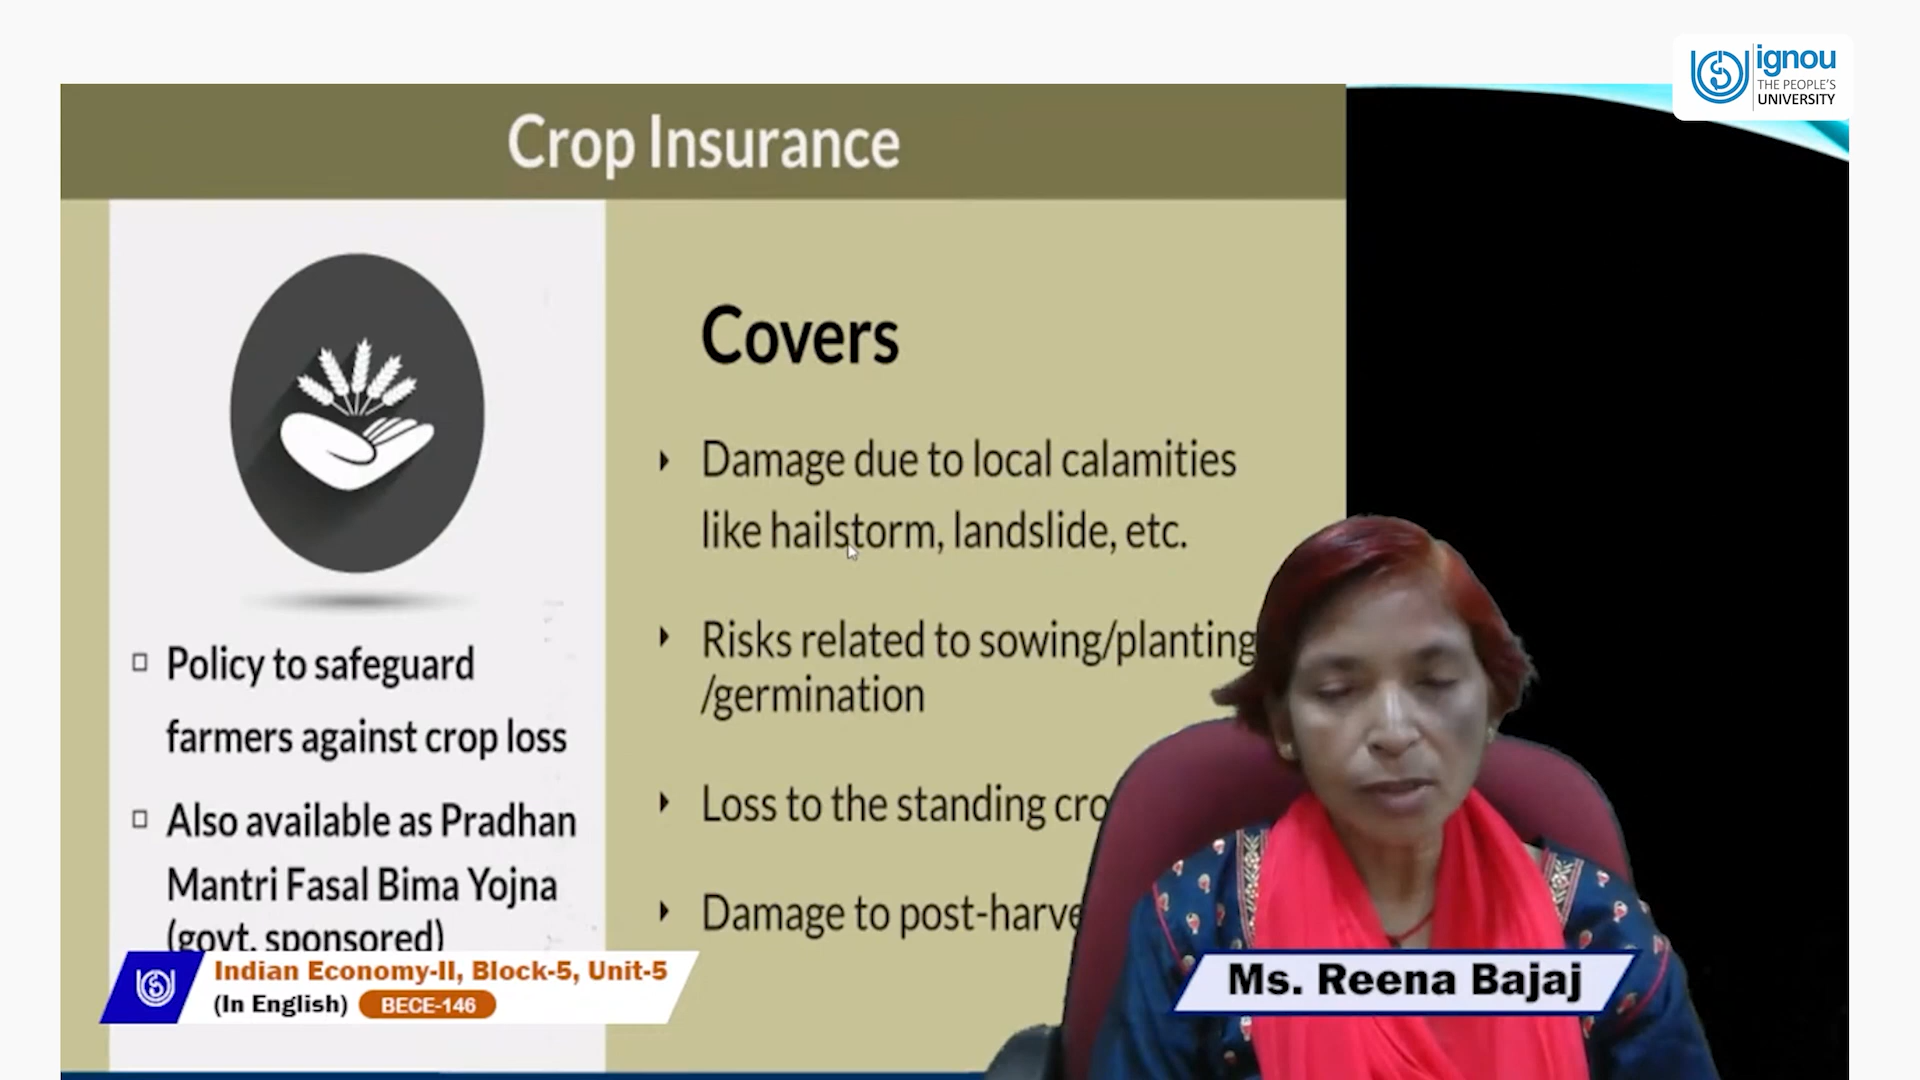 ignou
THE PEOPLE'S
UNIVERSITY
Crop Insurance
Policy to safeguard
farmers against crop loss
Also available as Pradhan
Mantri Fasal Bima Yojna
(govt. sponsored)
Covers
Damage due to local calamities
like hailstorm, landslide, etc.
Risks related to sowing/planting
/germination
Loss to the standing
Damage to
Indian Economy-II, Block-5, Unit-5
(In English) BECE-146
Ms. Reena Bajaj